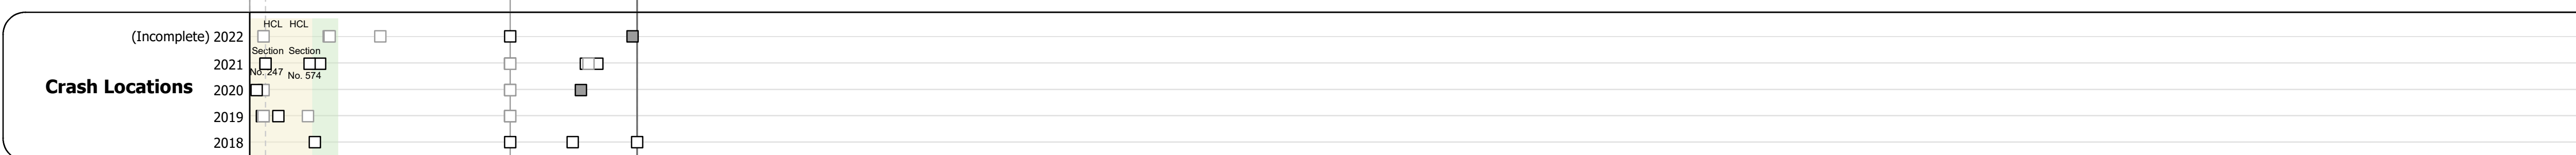 HCL HCL
(Incomplete) 2022
Section Section
2021
No. 247 No. 574
Crash Locations
2020
2019
2018